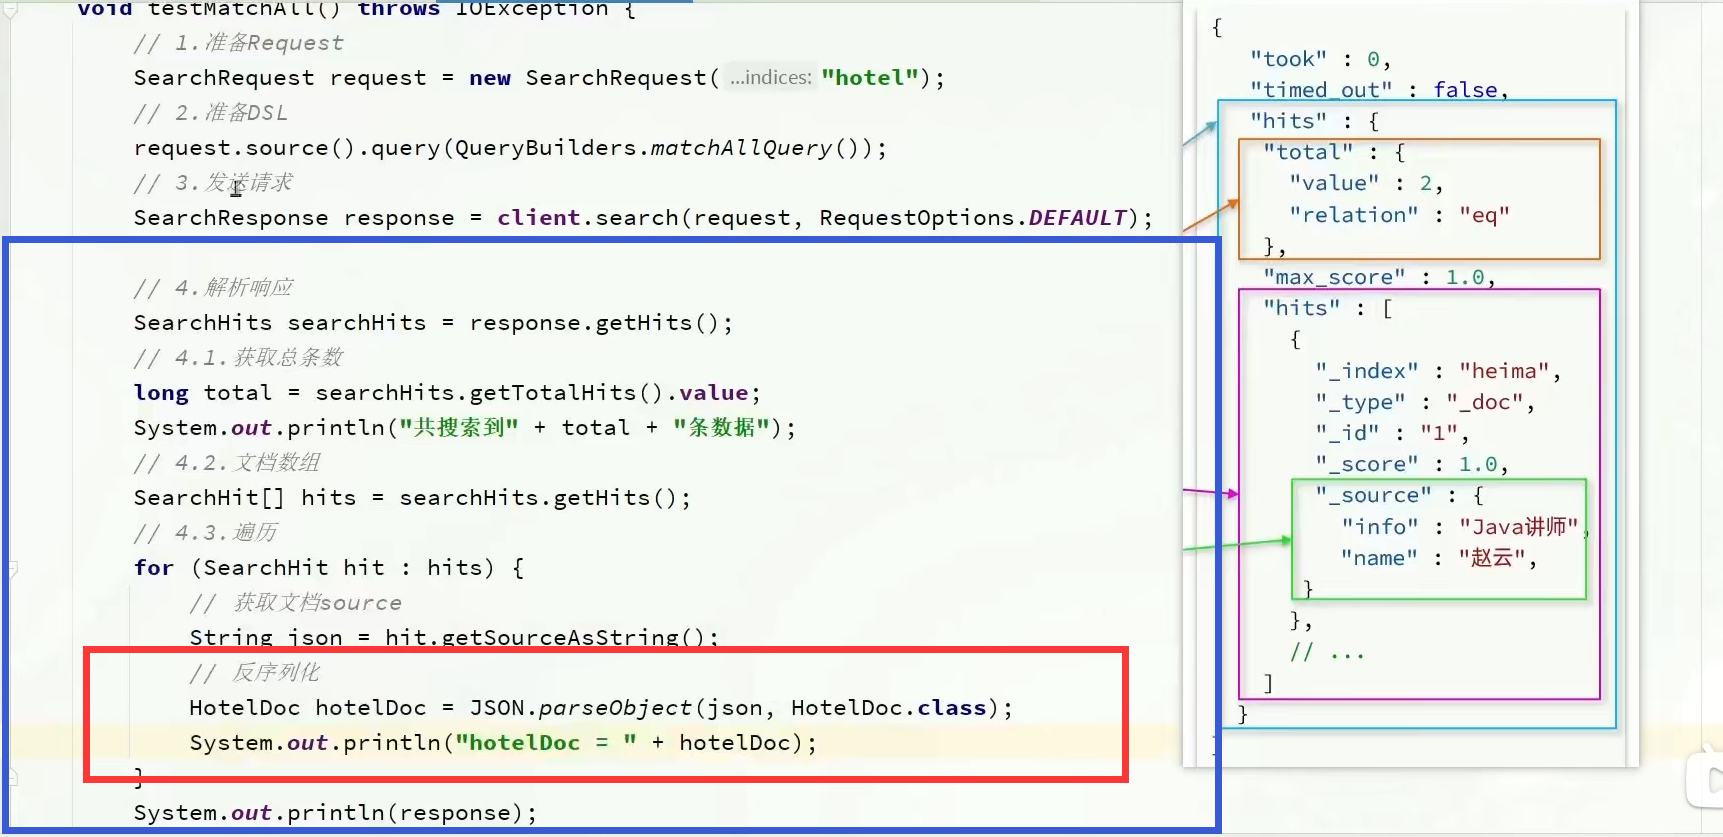 void testMatchAll() throws IOException {
// 1.准备Request
SearchRequest request = new SearchRequest( ...indices: "hotel");
// 2.准备DSL
request.source().query(QueryBuilders.matchAllQuery());
// 3.发送请求
SearchResponse response = client.search(request, RequestOptions.DEFAULT);
// 4.解析响应
SearchHits searchHits = response.getHits();
// 4.1.获取总条数
long total = searchHits.getTotalHits().value;
System.out.println("共搜索到" + total + "条数据");
// 4.2.文档数组
SearchHit[] hits = searchHits.getHits();
// 4.3.遍历
for (SearchHit hit : hits) {
// 获取文档source
String json = hit.getSourceAsString();
// 反序列化
HotelDoc hotelDoc = JSON.parseObject(json, HotelDoc.class);
System.out.println("hotelDoc = " + hotelDoc);
}
System.out.println(response);
{
"took" : 0,
"timed_out" : false,
"hits" : {
"total" : {
"value" : 2,
"relation" : "eq"
},
"max_score" : 1.0,
"hits" : [
{
"_index" : "heima",
"_type" : "_doc",
"_id" : "1",
"_score" : 1.0,
"_source" : {
"info" : "Java讲师",
"name" : "赵云",
}
},
// ...
]
}